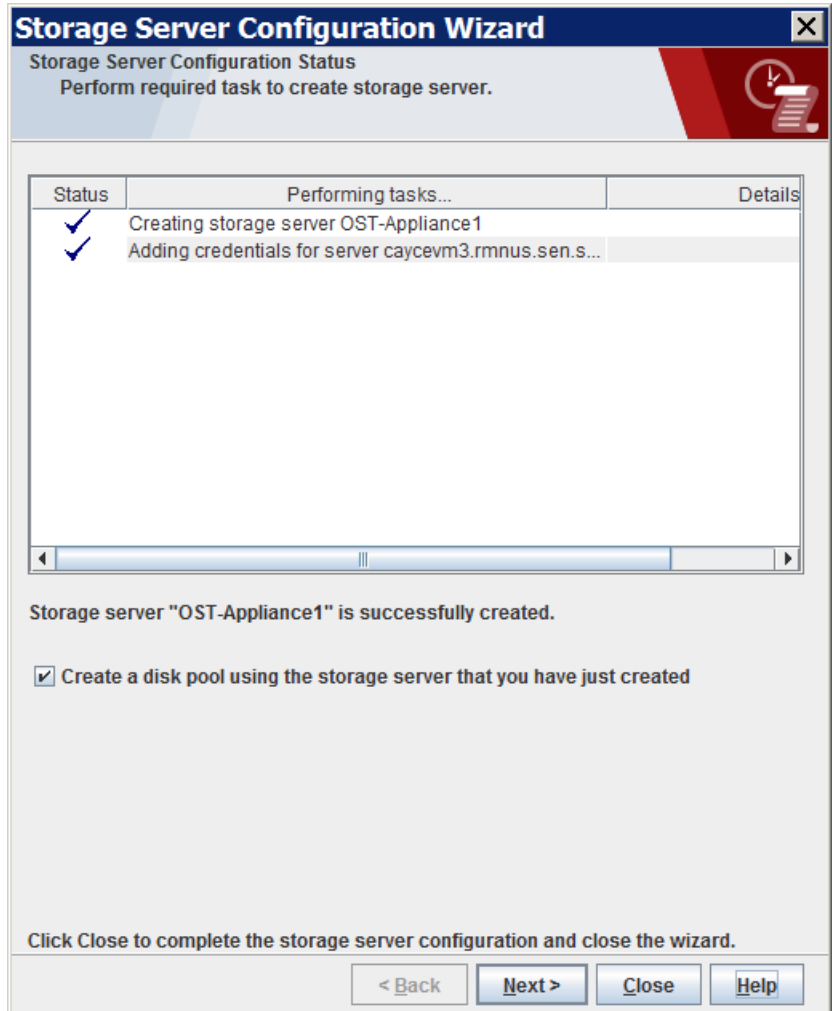 Storage Server Configuration Wizard
Storage Server Configuration Status
Perform required task to create storage server.
Status Performing tasks... Details
Creating storage server OST-Appliance1
Adding credentials for server caycevm3.rmnus.sen.s...
Storage server "OST-Appliance1" is successfully created.
Create a disk pool using the storage server that you have just created
Click Close to complete the storage server configuration and close the wizard.
< Back Next > Close Help